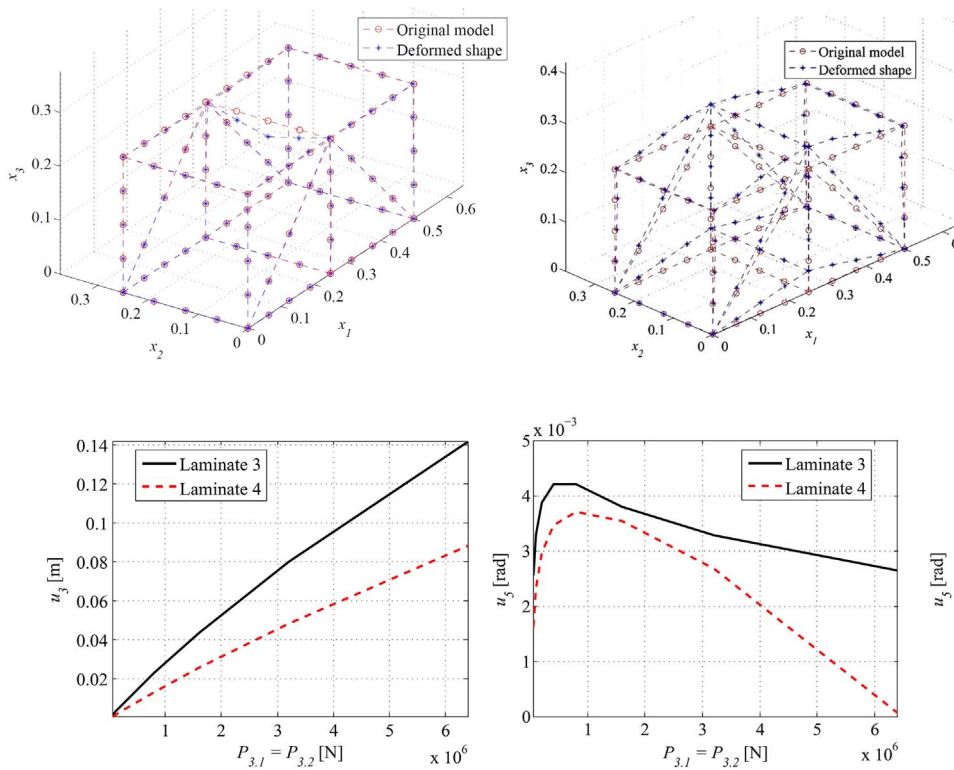 Original model
Deformed shape
0.3
0.2
0.1
0
x3
0.3
0.2
0.1
0
x2
0
0.1
0.2
0.3
0.4
0.5
0.6
x1
Original model
Deformed shape
0.4
0.3
0.2
0.1
0
x3
0.3
0.2
0.1
0
x2
0
0.1
0.2
0.3
0.4
0.5
x1
Laminate 3
Laminate 4
0.14
0.12
0.1
0.08
0.06
0.04
0.02
u3 [m]
1 2 3 4 5 6
P3.1 = P3.2 [N]
x 10^6
x 10^−3
Laminate 3
Laminate 4
5
4
3
2
1
0
u5 [rad]
1 2 3 4 5 6
P3.1 = P3.2 [N]
x 10^6
u5 [rad]